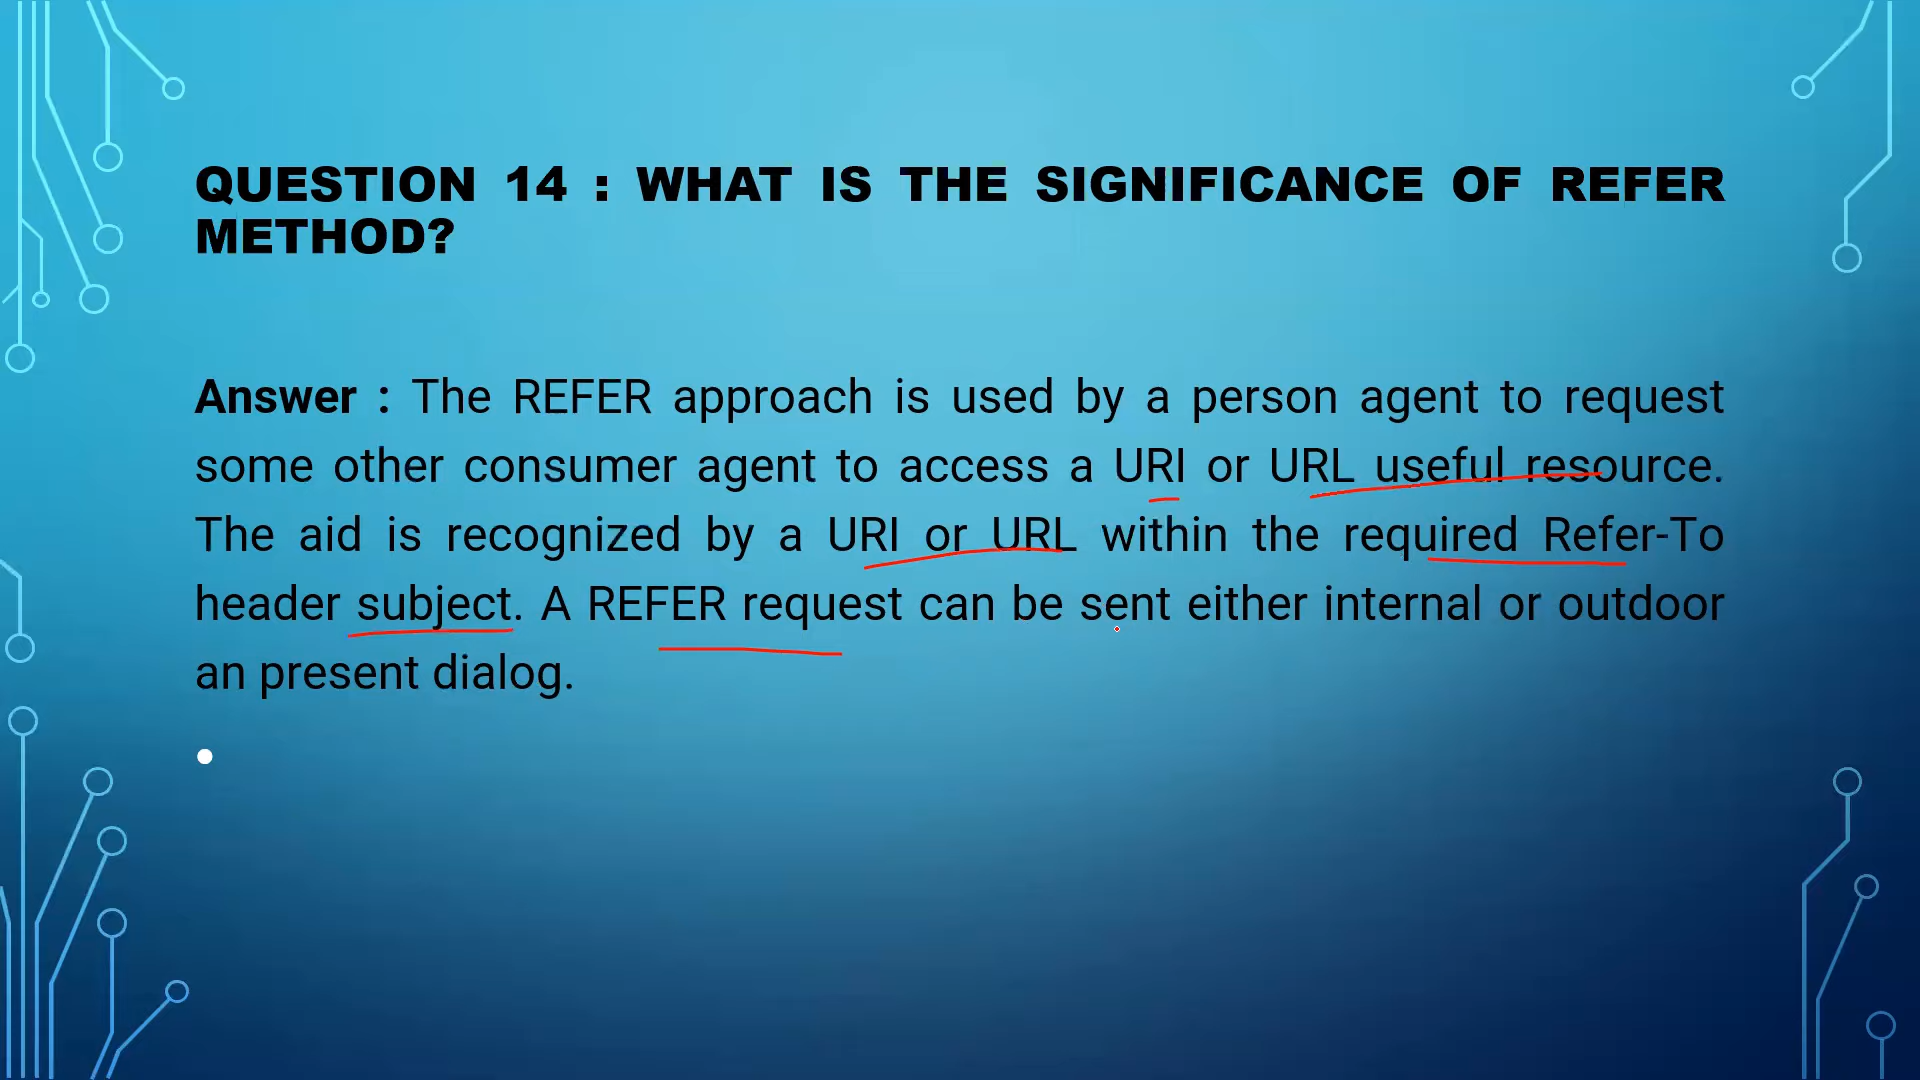 QUESTION 14 : WHAT IS THE SIGNIFICANCE OF REFER
METHOD?
Answer : The REFER approach is used by a person agent to request
some other consumer agent to access a URI or URL useful resource.
The aid is recognized by a URI or URL within the required Refer-To
header subject. A REFER request can be sent either internal or outdoor
an present dialog.